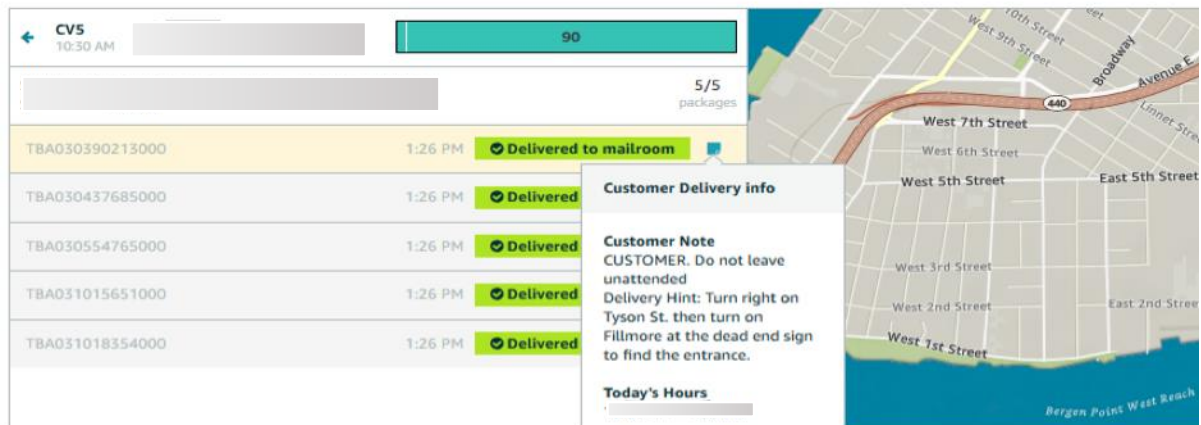 CV5
10:30 AM
90
5/5
packages
TBA030390213000 1:26 PM Delivered to mailroom
TBA030437685000 1:26 PM Delivered
TBA030554765000 1:26 PM Delivered
TBA031015651000 1:26 PM Delivered
TBA031018354000 1:26 PM Delivered
Customer Delivery info
Customer Note
CUSTOMER. Do not leave
unattended
Delivery Hint: Turn right on
Tyson St. then turn on
Fillmore at the dead end sign
to find the entrance.
Today's Hours
10th Street
West 9th Street
Broadway
Avenue E
440
Linnet Street
West 7th Street
West 6th Street
West 5th Street
East 5th Street
West 3rd Street
West 2nd Street
East 2nd Stree
West 1st Street
Bergen Point West Reach